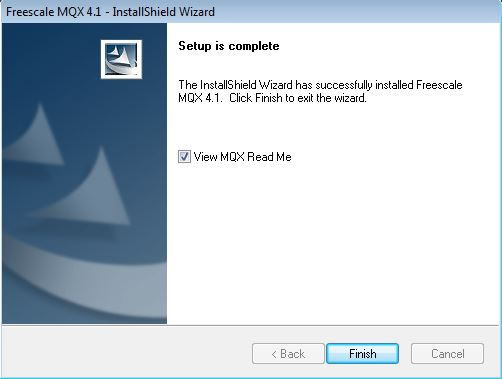 Freescale MQX 4.1 - InstallShield Wizard
Setup is complete
The InstallShield Wizard has successfully installed Freescale
MQX 4.1. Click Finish to exit the wizard.
View MQX Read Me
< Back Finish Cancel